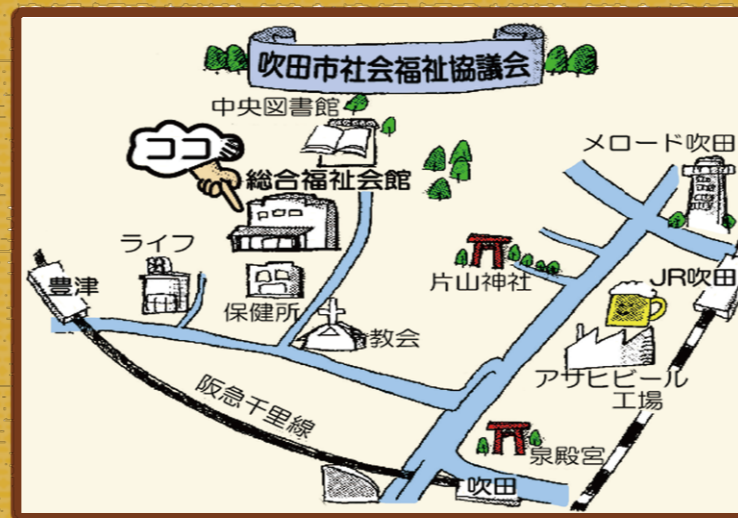 吹田市社会福祉協議会
中央図書館
ココ
総合福祉会館
メロード吹田
ライフ
豊津
保健所
教会
片山神社
JR吹田
アサヒビール
工場
阪急千里線
泉殿宮
吹田